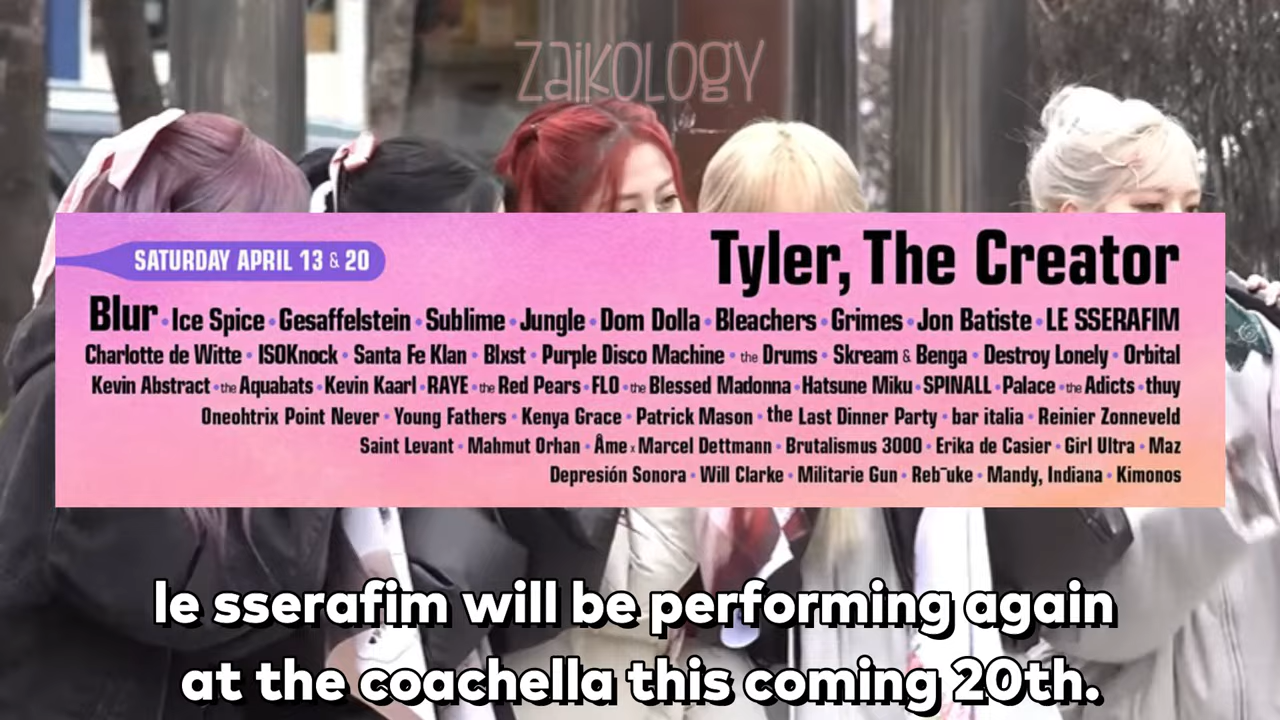 Zaikology
SATURDAY APRIL 13 & 20
Tyler, The Creator
Blur • Ice Spice • Gesaffelstein • Sublime • Jungle • Dom Dolla • Bleachers • Grimes • Jon Batiste • LE SSERAFIM
Charlotte de Witte • ISOKnock • Santa Fe Klan • Blxst • Purple Disco Machine • the Drums • Skream & Benga • Destroy Lonely • Orbital
Kevin Abstract • the Aquabats • Kevin Kaarl • RAYE • the Red Pears • FLO • the Blessed Madonna • Hatsune Miku • SPINALL • Palace • the Adicts • thuy
Oneohtrix Point Never • Young Fathers • Kenya Grace • Patrick Mason • the Last Dinner Party • bar italia • Reinier Zonneveld
Saint Levant • Mahmut Orhan • Âme x Marcel Dettmann • Brutalismus 3000 • Erika de Casier • Girl Ultra • Maz
Depresión Sonora • Will Clarke • Militarie Gun • Reb¯uke • Mandy, Indiana • Kimonos
le sserafim will be performing again
at the coachella this coming 20th.